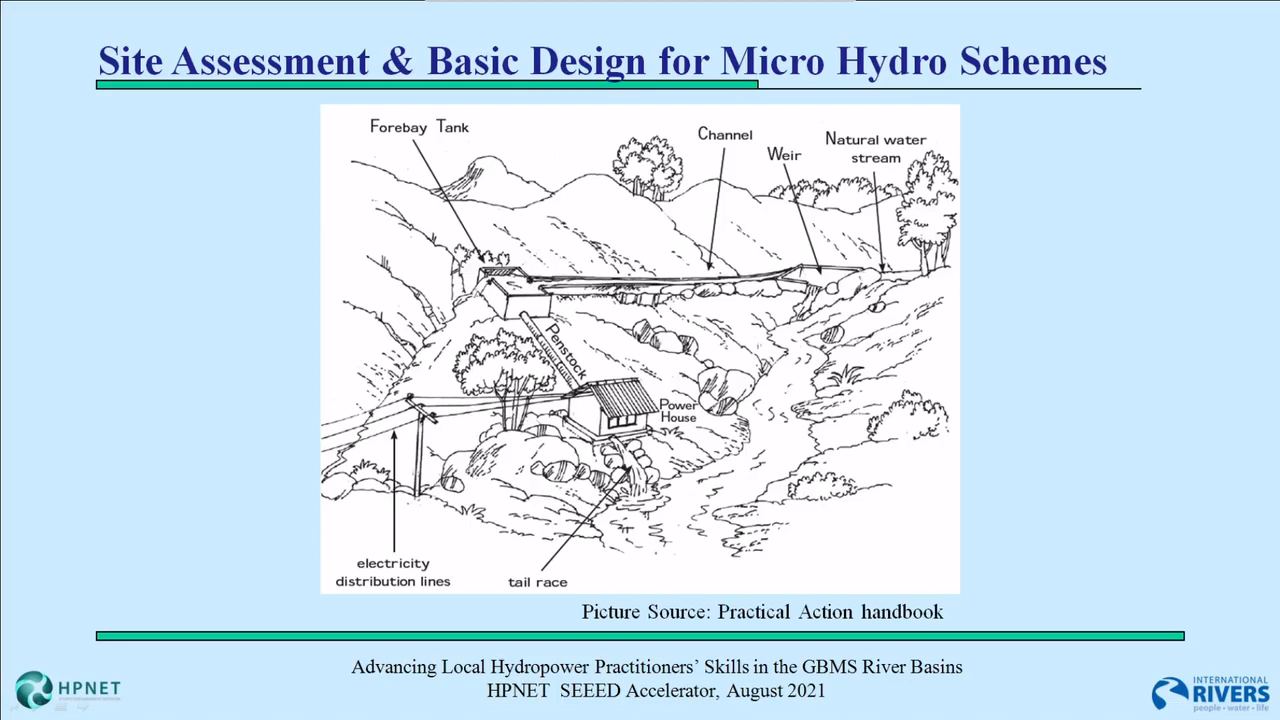 Site Assessment & Basic Design for Micro Hydro Schemes
Forebay Tank
Channel
Weir
Natural water
stream
Penstock
Power
House
electricity
distribution lines
tail race
Picture Source: Practical Action handbook
Advancing Local Hydropower Practitioners’ Skills in the GBMS River Basins
HPNET SEEED Accelerator, August 2021
HPNET
INTERNATIONAL
RIVERS
people • water • life